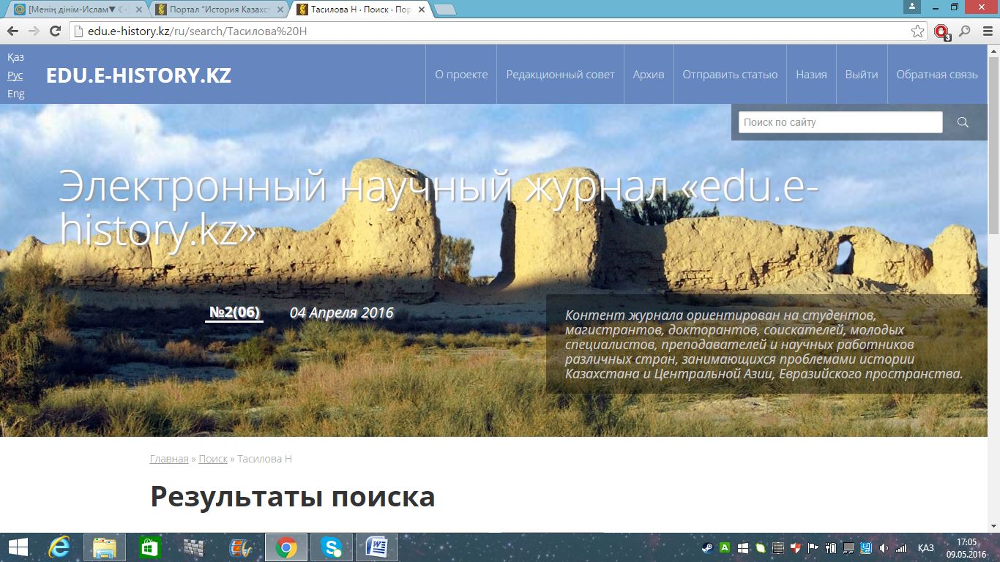 [Менің дінім-Ислам▼ ☾
Портал "История Казахст
Тасилова Н · Поиск · Пор
edu.e-history.kz/ru/search/Тасилова%20Н
3
Қаз
Рус
Eng
EDU.E-HISTORY.KZ
О проекте
Редакционный совет
Архив
Отправить статью
Назия
Выйти
Обратная связь
Поиск по сайту
Электронный научный журнал «edu.e-
history.kz»
№2(06)
04 Апреля 2016
Контент журнала ориентирован на студентов,
магистрантов, докторантов, соискателей, молодых
специалистов, преподавателей и научных работников
различных стран, занимающихся проблемами истории
Казахстана и Центральной Азии, Евразийского пространства.
Главная » Поиск » Тасилова Н
Результаты поиска
ҚАЗ
17:05
09.05.2016